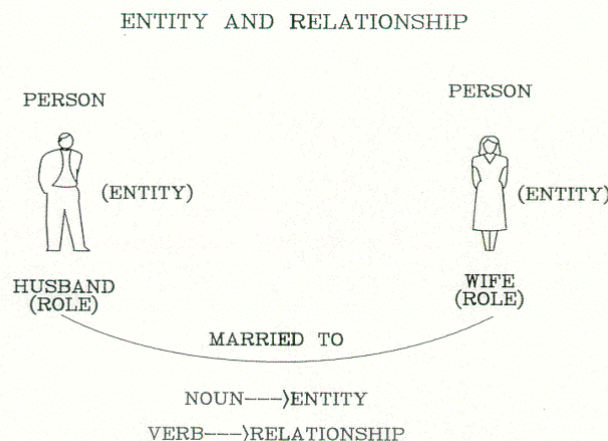 ENTITY AND RELATIONSHIP
PERSON
PERSON
(ENTITY)
(ENTITY)
HUSBAND
(ROLE)
WIFE
(ROLE)
MARRIED TO
NOUN--->ENTITY
VERB--->RELATIONSHIP